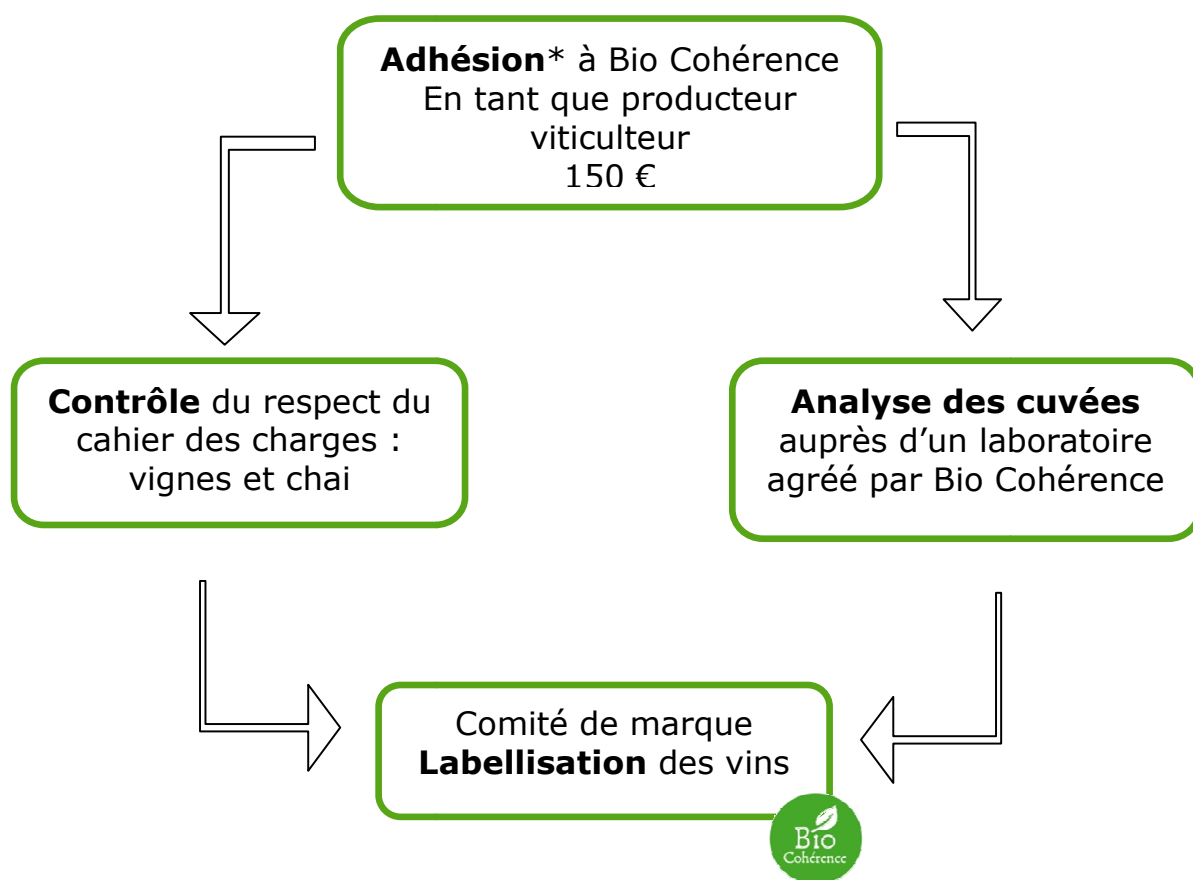 Adhésion* à Bio Cohérence
En tant que producteur
viticulteur
150 €
Contrôle du respect du
cahier des charges :
vignes et chai
Analyse des cuvées
auprès d'un laboratoire
agréé par Bio Cohérence
Comité de marque
Labellisation des vins
Bio
Cohérence